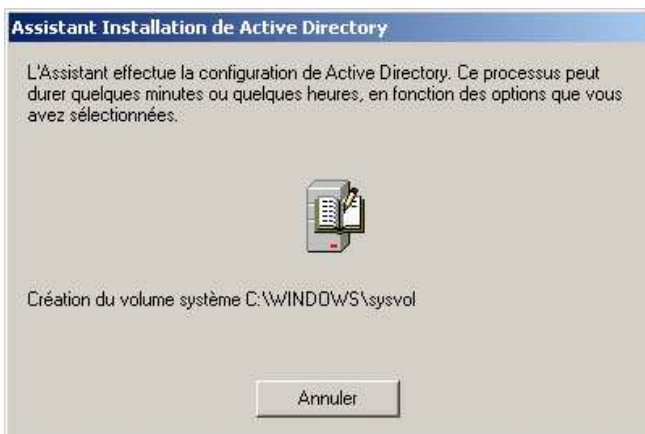 Assistant Installation de Active Directory
L'Assistant effectue la configuration de Active Directory. Ce processus peut
durer quelques minutes ou quelques heures, en fonction des options que vous
avez sélectionnées.
Création du volume système C:\WINDOWS\sysvol
Annuler